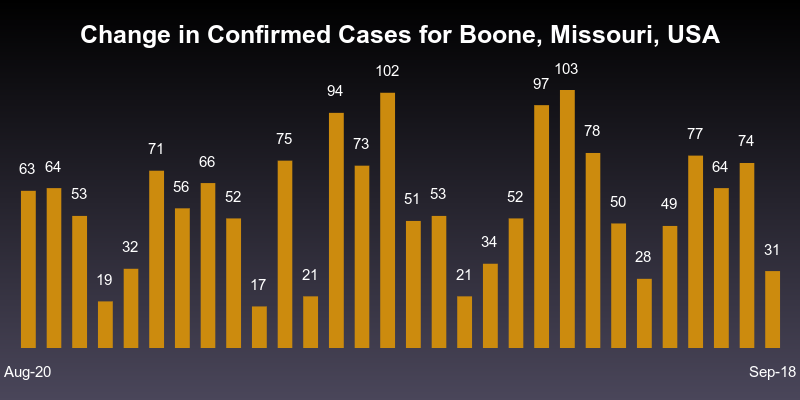 Change in Confirmed Cases for Boone, Missouri, USA
63 64 53 19 32 71 56 66 52 17 75 21 94 73 102 51 53 21 34 52 97 103 78 50 28 49 77 64 74 31
Aug-20 Sep-18